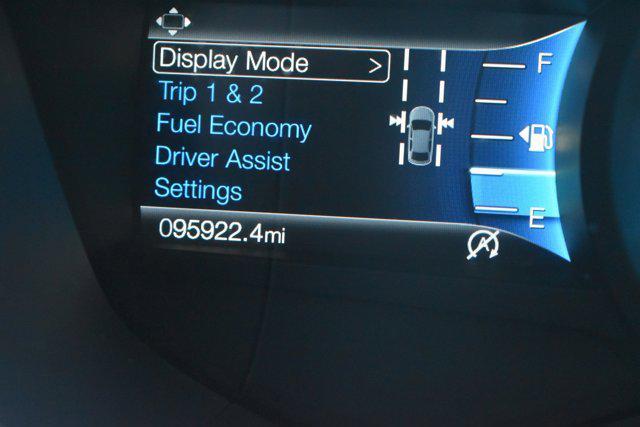 Display Mode >
F
Trip 1 & 2
Fuel Economy
Driver Assist
Settings
E
095922.4mi
A